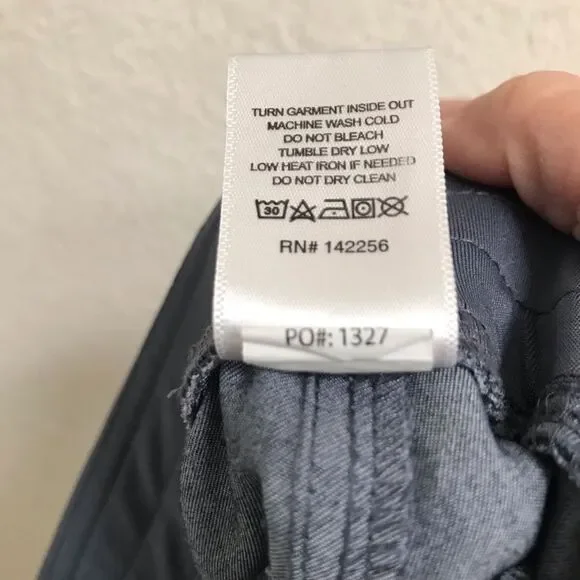 TURN GARMENT INSIDE OUT
MACHINE WASH COLD
DO NOT BLEACH
TUMBLE DRY LOW
LOW HEAT IRON IF NEEDED
DO NOT DRY CLEAN
30
RN# 142256
PO#: 1327